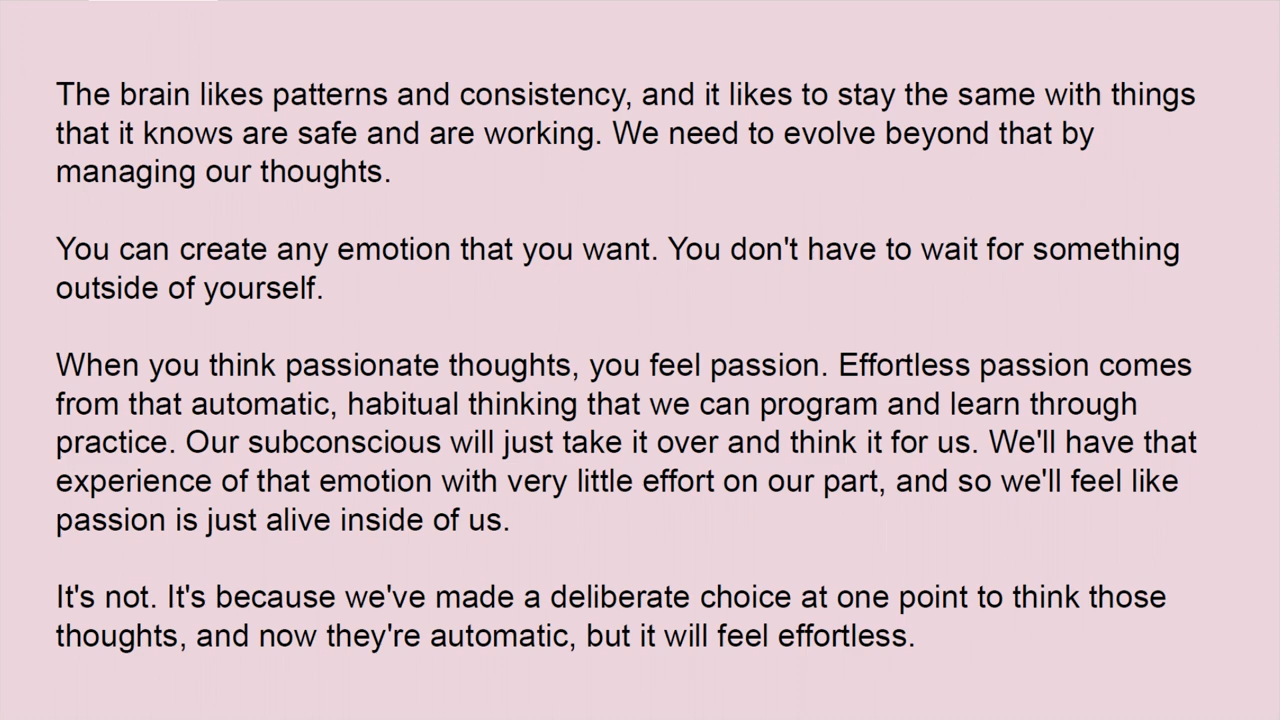 The brain likes patterns and consistency, and it likes to stay the same with things
that it knows are safe and are working. We need to evolve beyond that by
managing our thoughts.
You can create any emotion that you want. You don't have to wait for something
outside of yourself.
When you think passionate thoughts, you feel passion. Effortless passion comes
from that automatic, habitual thinking that we can program and learn through
practice. Our subconscious will just take it over and think it for us. We'll have that
experience of that emotion with very little effort on our part, and so we'll feel like
passion is just alive inside of us.
It's not. It's because we've made a deliberate choice at one point to think those
thoughts, and now they're automatic, but it will feel effortless.